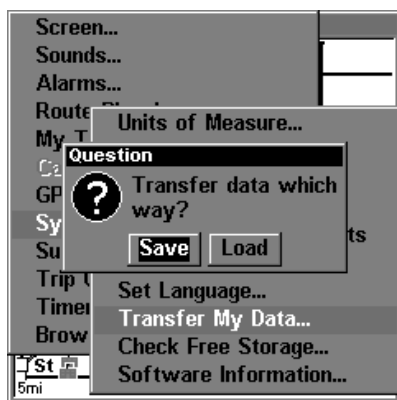 Screen...
Sounds...
Alarms...
Route
My
Units of Measure...
Question
Transfer data which
way?
Save
Load
GP
Sy
Su
ts
Trip
Set Language...
Timer
Transfer My Data...
Brow
Check Free Storage...
St
Software Information...
5mi